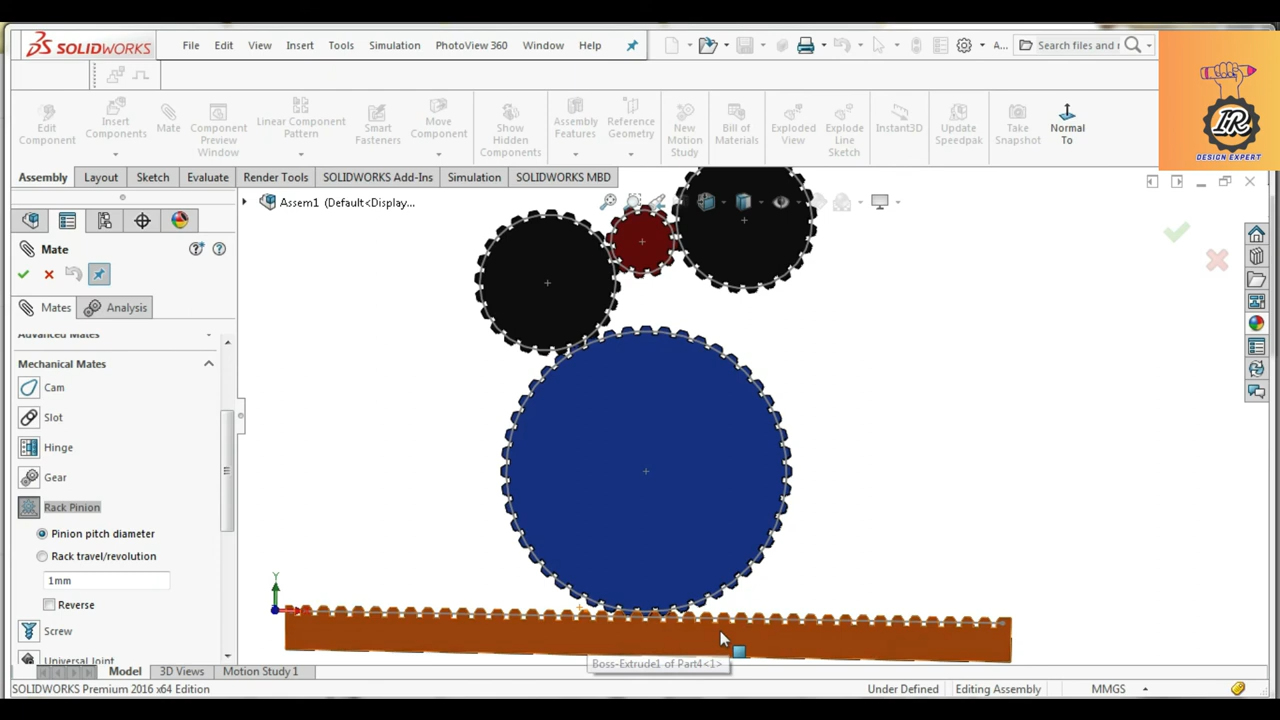 SOLIDWORKS File Edit View Insert Tools Simulation PhotoView 360 Window Help A... Search files and r
Edit Component Insert Components Mate Component Preview Window Linear Component Pattern Smart Fasteners Move Component Show Hidden Components Assembly Features Reference Geometry New Motion Study Bill of Materials Exploded View Explode Line Sketch Instant3D Update Speedpak Take Snapshot Normal To
IR
DESIGN EXPERT
Assembly Layout Sketch Evaluate Render Tools SOLIDWORKS Add-Ins Simulation SOLIDWORKS MBD
Assem1 (Default<Display...
Mate
Mates Analysis
Advanced Mates
Mechanical Mates
Cam
Slot
Hinge
Gear
Rack Pinion
Pinion pitch diameter
Rack travel/revolution
1mm
Reverse
Screw
Universal Joint
Y
Boss-Extrude1 of Part4<1>
Model 3D Views Motion Study 1
SOLIDWORKS Premium 2016 x64 Edition Under Defined Editing Assembly MMGS